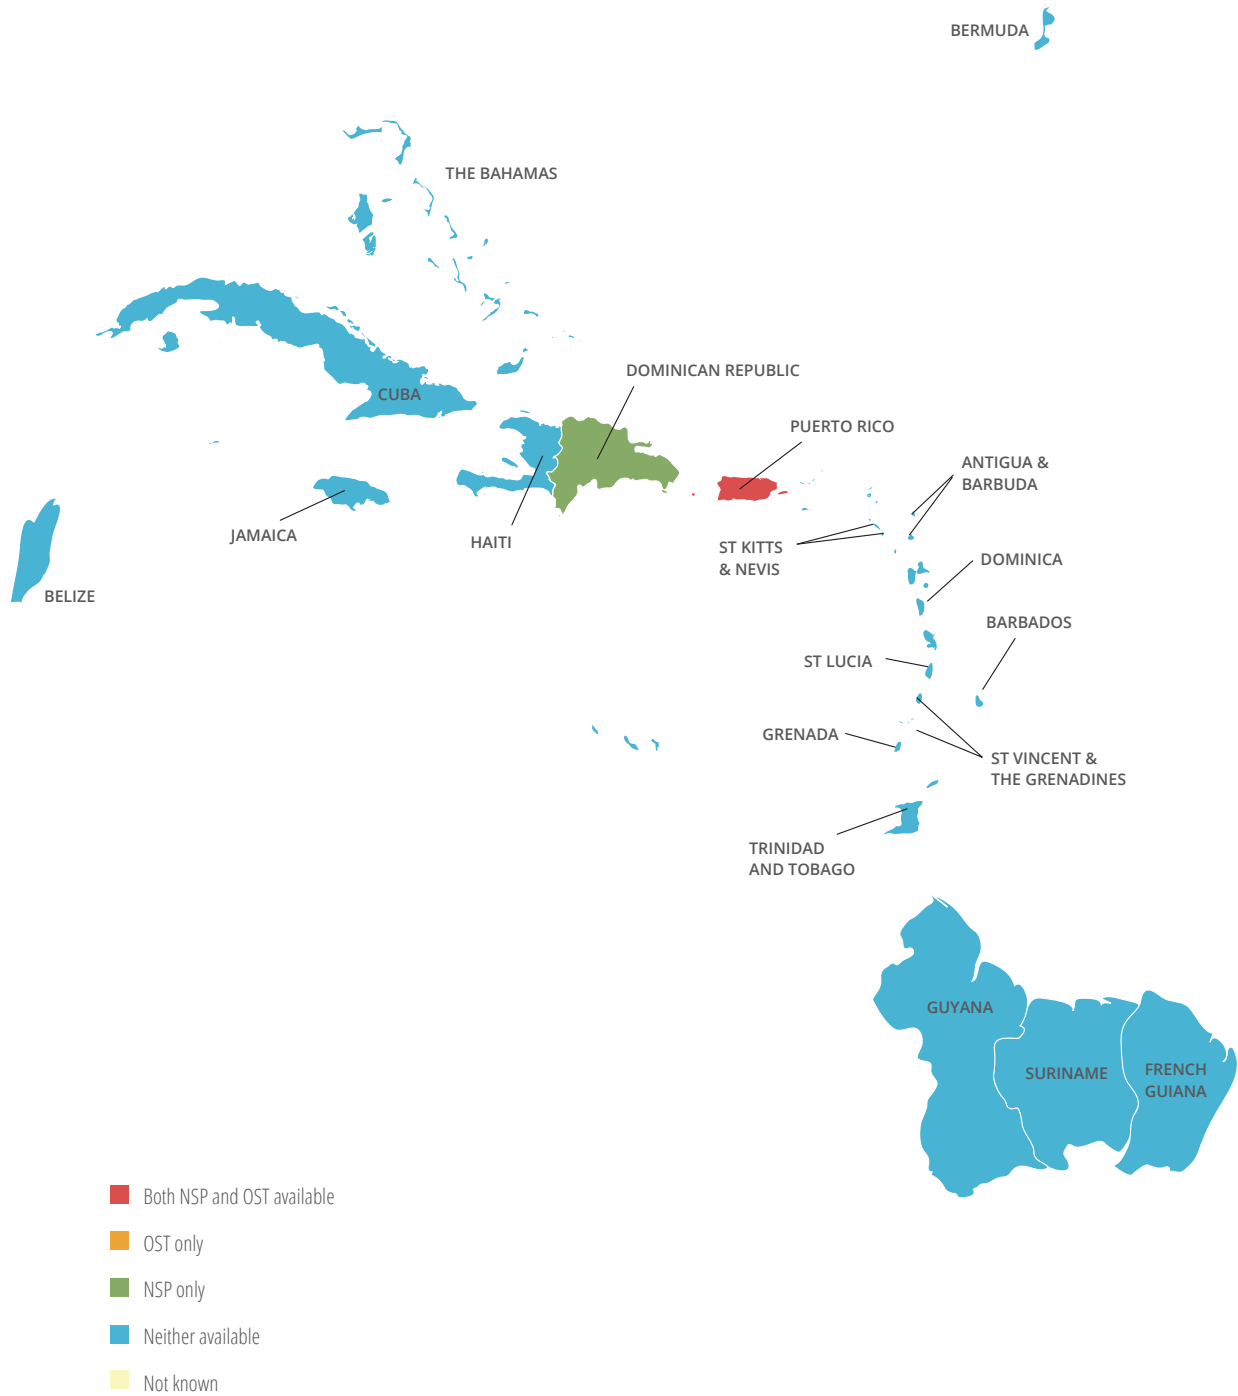 BERMUDA
THE BAHAMAS
DOMINICAN REPUBLIC
CUBA
PUERTO RICO
ANTIGUA &
BARBUDA
JAMAICA
HAITI
ST KITTS
& NEVIS
DOMINICA
BELIZE
BARBADOS
ST LUCIA
GRENADA
ST VINCENT &
THE GRENADINES
TRINIDAD
AND TOBAGO
GUYANA
SURINAME
FRENCH
GUIANA
Both NSP and OST available
OST only
NSP only
Neither available
Not known